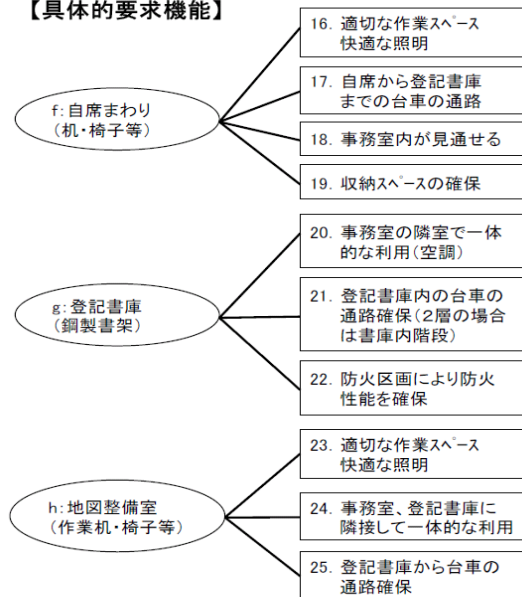 【具体的要求機能】
f:自席まわり
(机・椅子等)
16. 適切な作業スペース
快適な照明
17. 自席から登記書庫
までの台車の通路
18. 事務室内が見通せる
19. 収納スペースの確保
g:登記書庫
(鋼製書架)
20. 事務室の隣室で一体
的な利用(空調)
21. 登記書庫内の台車の
通路確保(2層の場合
は書庫内階段)
22. 防火区画により防火
性能を確保
h:地図整備室
(作業机・椅子等)
23. 適切な作業スペース
快適な照明
24. 事務室、登記書庫に
隣接して一体的な利用
25. 登記書庫から台車の
通路確保